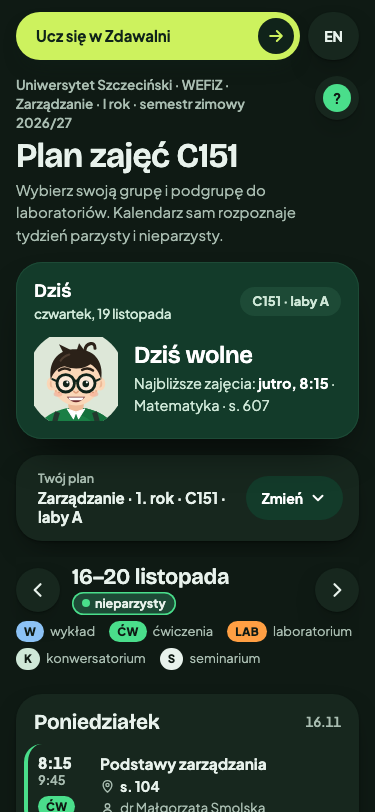 Ucz się w Zdawalni
EN
Uniwersytet Szczeciński · WEFiZ ·
Zarządzanie · I rok · semestr zimowy
2026/27
?
Plan zajęć C151
Wybierz swoją grupę i podgrupę do
laboratoriów. Kalendarz sam rozpoznaje
tydzień parzysty i nieparzysty.
Dziś
czwartek, 19 listopada
C151 · laby A
Dziś wolne
Najbliższe zajęcia: jutro, 8:15 ·
Matematyka · s. 607
Twój plan
Zarządzanie · 1. rok · C151 ·
laby A
Zmień
16–20 listopada
nieparzysty
W wykład ĆW ćwiczenia LAB laboratorium
K konwersatorium S seminarium
Poniedziałek 16.11
8:15 Podstawy zarządzania
9:45 s. 104
ĆW dr Małgorzata Smolska